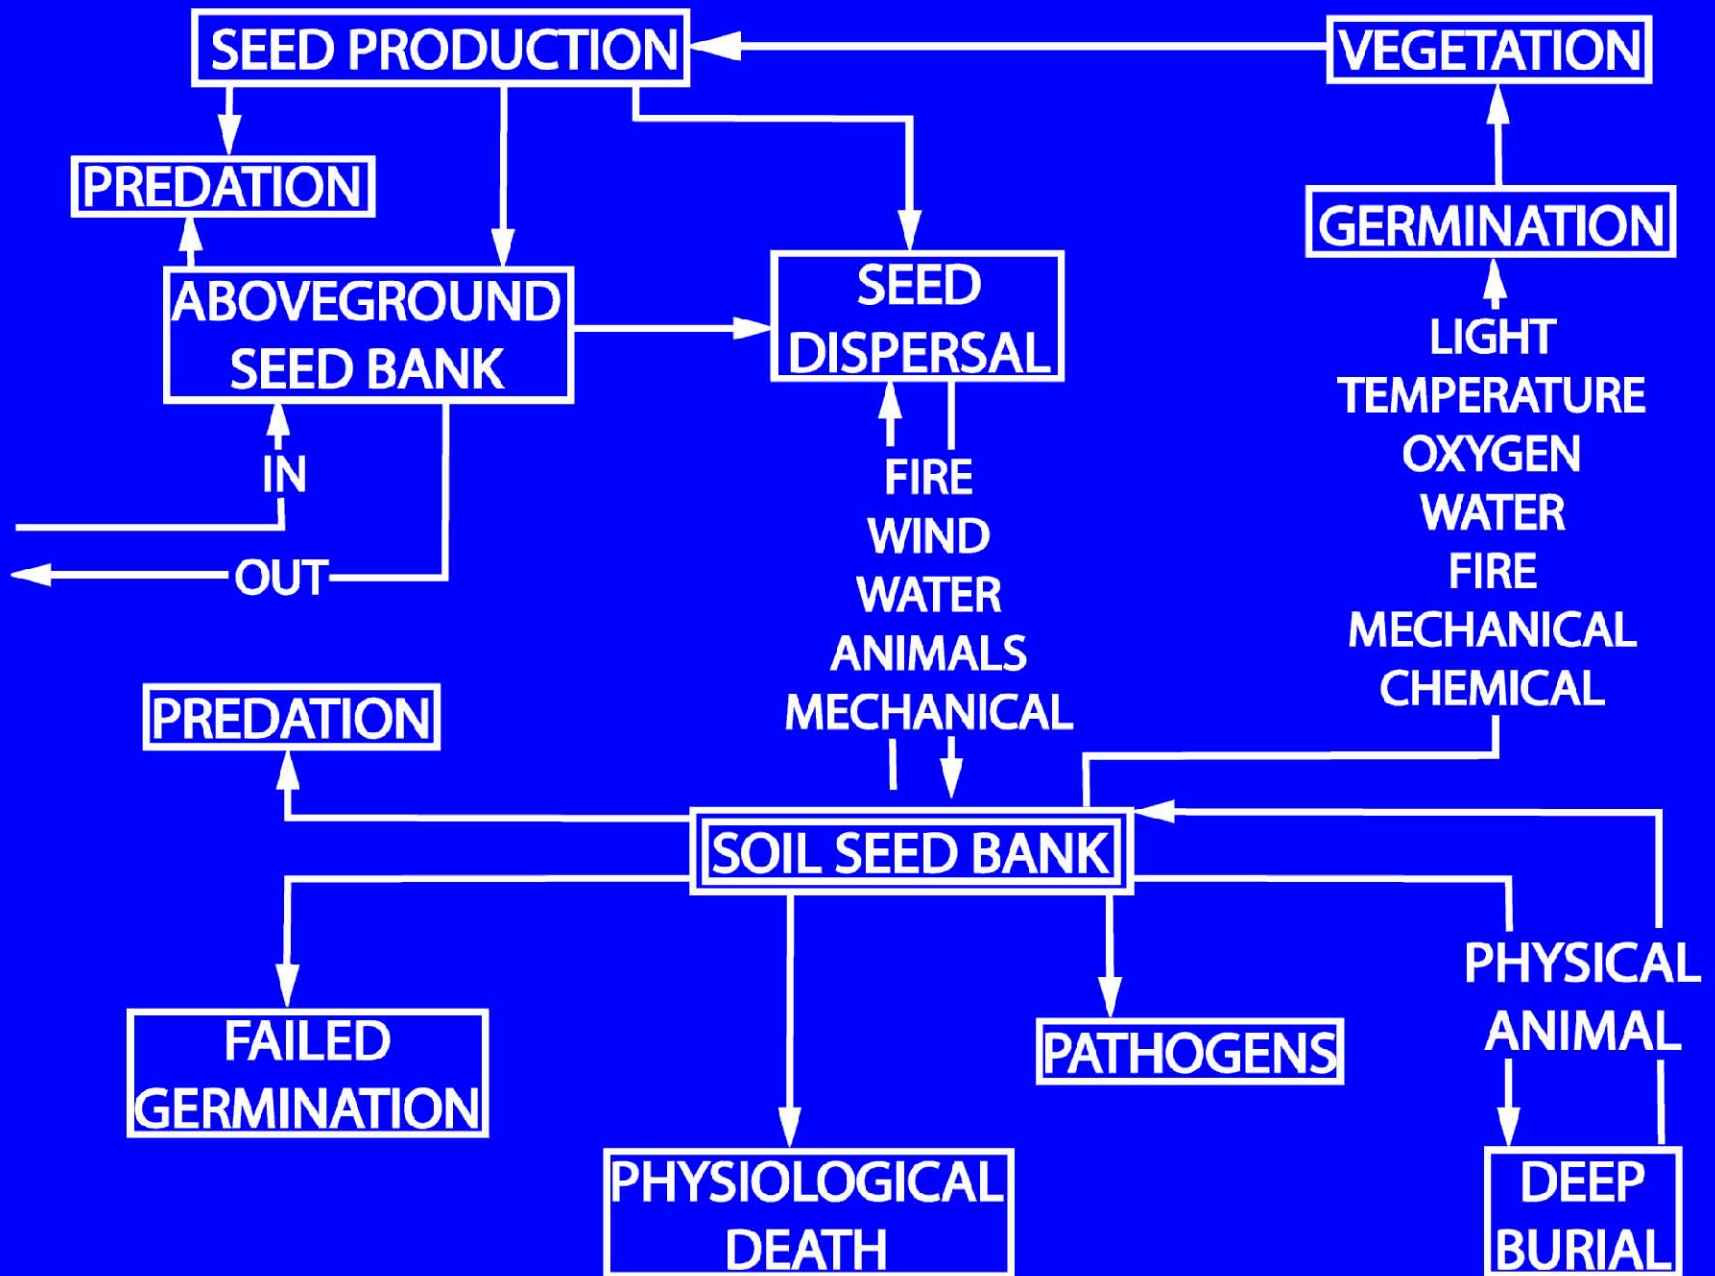 SEED PRODUCTION
VEGETATION
PREDATION
GERMINATION
ABOVEGROUND
SEED BANK
SEED
DISPERSAL
IN
OUT
FIRE
WIND
WATER
ANIMALS
MECHANICAL
LIGHT
TEMPERATURE
OXYGEN
WATER
FIRE
MECHANICAL
CHEMICAL
PREDATION
SOIL SEED BANK
FAILED
GERMINATION
PHYSIOLOGICAL
DEATH
PATHOGENS
PHYSICAL
ANIMAL
DEEP
BURIAL